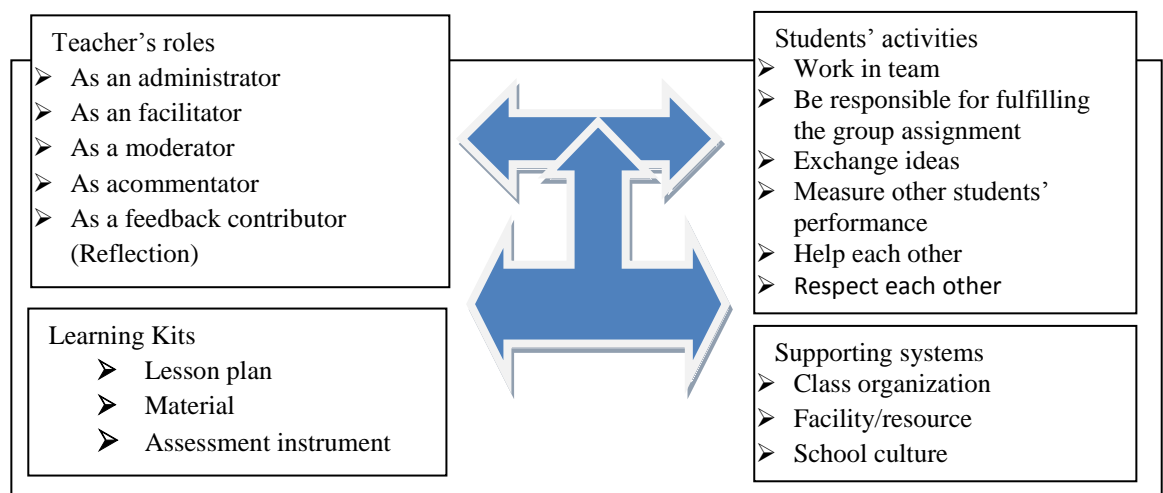 Teacher’s roles
➢ As an administrator
➢ As an facilitator
➢ As a moderator
➢ As acommentator
➢ As a feedback contributor
(Reflection)
Learning Kits
➢ Lesson plan
➢ Material
➢ Assessment instrument
Students’ activities
➢ Work in team
➢ Be responsible for fulfilling
the group assignment
➢ Exchange ideas
➢ Measure other students’
performance
➢ Help each other
➢ Respect each other
Supporting systems
➢ Class organization
➢ Facility/resource
➢ School culture